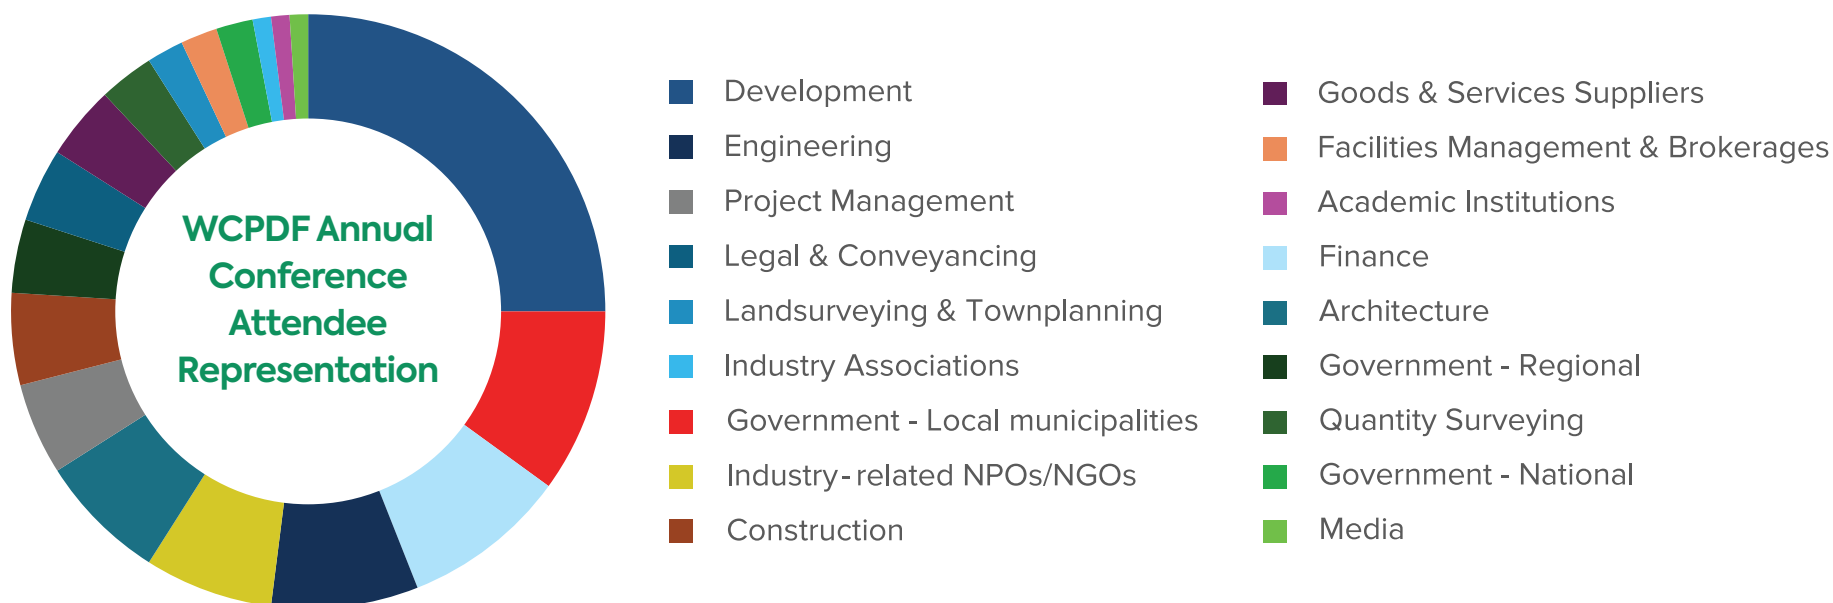 WCPDF Annual
Conference
Attendee
Representation
Development
Engineering
Project Management
Legal & Conveyancing
Landsurveying & Townplanning
Industry Associations
Government - Local municipalities
Industry-related NPOs/NGOs
Construction
Goods & Services Suppliers
Facilities Management & Brokerages
Academic Institutions
Finance
Architecture
Government - Regional
Quantity Surveying
Government - National
Media